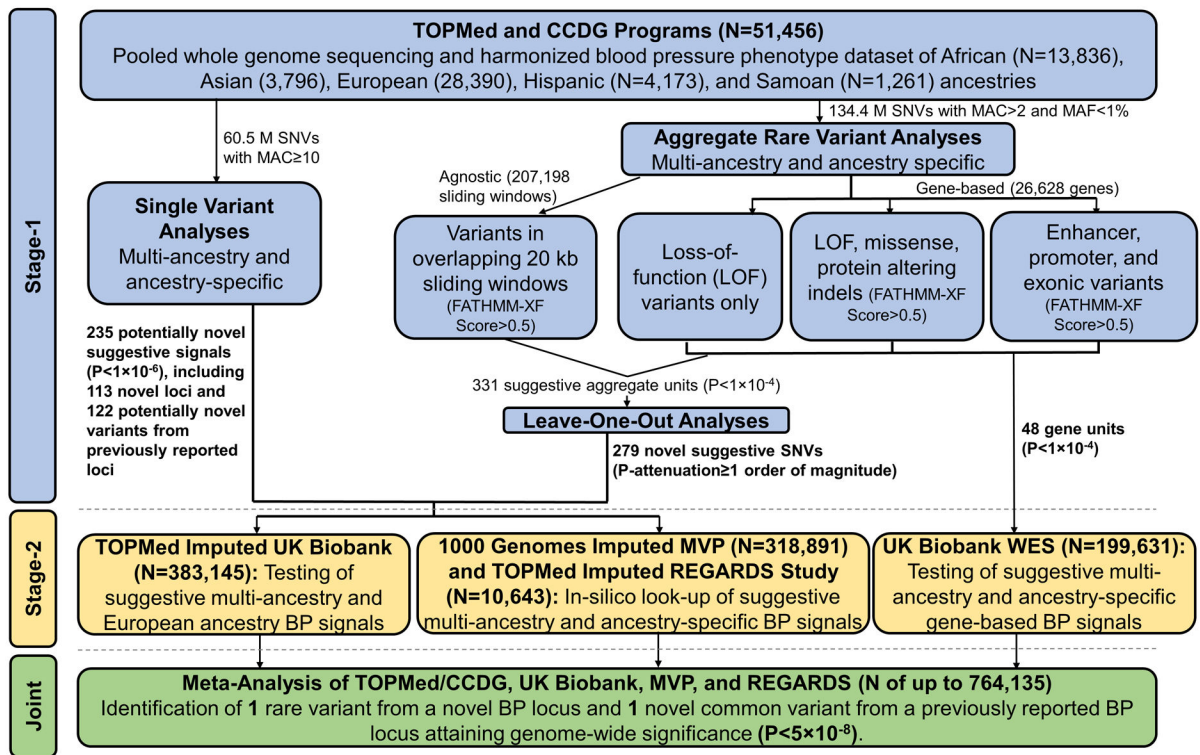 Stage-1
TOPMed and CCDG Programs (N=51,456)
Pooled whole genome sequencing and harmonized blood pressure phenotype dataset of African (N=13,836),
Asian (3,796), European (28,390), Hispanic (N=4,173), and Samoan (N=1,261) ancestries
60.5 M SNVs
with MAC≥10
134.4 M SNVs with MAC>2 and MAF<1%
Aggregate Rare Variant Analyses
Multi-ancestry and ancestry specific
Agnostic (207,198
sliding windows)
Gene-based (26,628 genes)
Single Variant
Analyses
Multi-ancestry and
ancestry-specific
Variants in
overlapping 20 kb
sliding windows
(FATHMM-XF
Score>0.5)
Loss-of-
function (LOF)
variants only
LOF, missense,
protein altering
indels (FATHMM-XF
Score>0.5)
Enhancer,
promoter, and
exonic variants
(FATHMM-XF
Score>0.5)
235 potentially novel
suggestive signals
(P<1×10⁻⁶), including
113 novel loci and
122 potentially novel
variants from
previously reported
loci
331 suggestive aggregate units (P<1×10⁻⁴)
Leave-One-Out Analyses
279 novel suggestive SNVs
(P-attenuation≥1 order of magnitude)
48 gene units
(P<1×10⁻⁴)
Stage-2
TOPMed Imputed UK Biobank
(N=383,145): Testing of
suggestive multi-ancestry and
European ancestry BP signals
1000 Genomes Imputed MVP (N=318,891)
and TOPMed Imputed REGARDS Study
(N=10,643): In-silico look-up of suggestive
multi-ancestry and ancestry-specific BP signals
UK Biobank WES (N=199,631):
Testing of suggestive multi-
ancestry and ancestry-specific
gene-based BP signals
Joint
Meta-Analysis of TOPMed/CCDG, UK Biobank, MVP, and REGARDS (N of up to 764,135)
Identification of 1 rare variant from a novel BP locus and 1 novel common variant from a previously reported BP
locus attaining genome-wide significance (P<5×10⁻⁸).